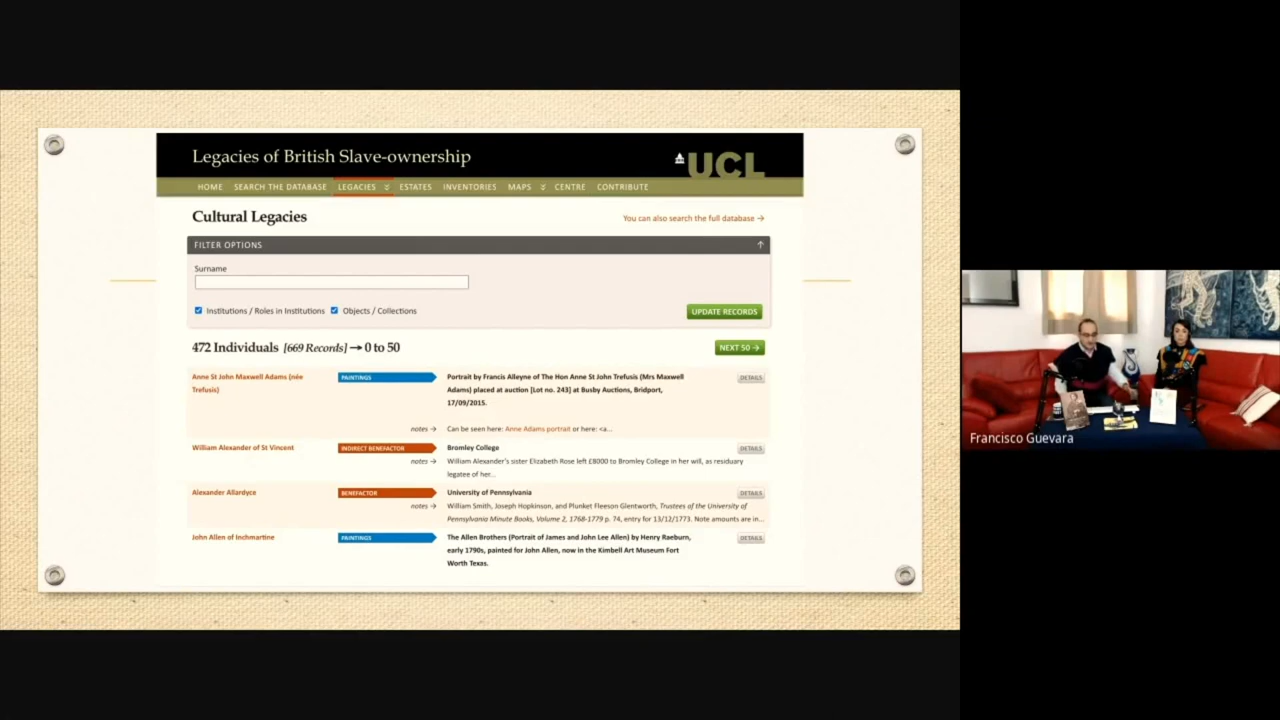 Legacies of British Slave-ownership
UCL
HOME SEARCH THE DATABASE LEGACIES ESTATES INVENTORIES MAPS CENTRE CONTRIBUTE
Cultural Legacies
You can also search the full database →
FILTER OPTIONS ↑
Surname
Institutions / Roles in Institutions Objects / Collections
UPDATE RECORDS
472 Individuals [669 Records] → 0 to 50
NEXT 50 →
Anne St John Maxwell Adams (née
Trefusis)
PAINTINGS
Portrait by Francis Alleyne of The Hon Anne St John Trefusis (Mrs Maxwell
Adams) placed at auction [Lot no. 243] at Busby Auctions, Bridport,
17/09/2015.
DETAILS
notes → Can be seen here: Anne Adams portrait or here: <a...
William Alexander of St Vincent
INDIRECT BENEFACTOR
Bromley College
DETAILS
notes → William Alexander's sister Elizabeth Rose left £8000 to Bromley College in her will, as residuary
legatee of her...
Alexander Allardyce
BENEFACTOR
University of Pennsylvania
DETAILS
notes → William Smith, Joseph Hopkinson, and Plunket Fleeson Glentworth, Trustees of the University of
Pennsylvania Minute Books, Volume 2, 1768-1779 p. 74, entry for 13/12/1773. Note amounts are in...
John Allen of Inchmartine
PAINTINGS
The Allen Brothers (Portrait of James and John Lee Allen) by Henry Raeburn,
early 1790s, painted for John Allen, now in the Kimbell Art Museum Fort
Worth Texas.
DETAILS
Francisco Guevara